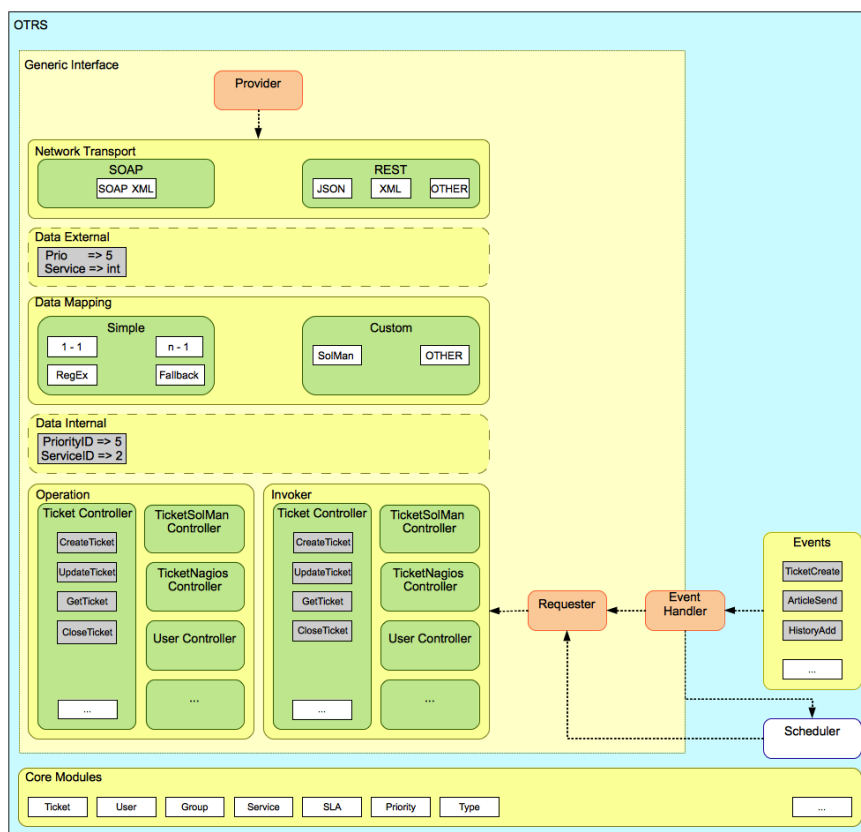 OTRS
Generic Interface
Provider
Network Transport
SOAP
SOAP XML
REST
JSON
XML
OTHER
Data External
Prio => 5
Service => int
Data Mapping
Simple
1 - 1
n - 1
RegEx
Fallback
Custom
SolMan
OTHER
Data Internal
PriorityID => 5
ServiceID => 2
Operation
Ticket Controller
CreateTicket
UpdateTicket
GetTicket
CloseTicket
...
TicketSolMan
Controller
TicketNagios
Controller
User Controller
...
Invoker
Ticket Controller
CreateTicket
UpdateTicket
GetTicket
CloseTicket
...
TicketSolMan
Controller
TicketNagios
Controller
User Controller
...
Requester
Event
Handler
Events
TicketCreate
ArticleSend
HistoryAdd
...
Scheduler
Core Modules
Ticket
User
Group
Service
SLA
Priority
Type
...